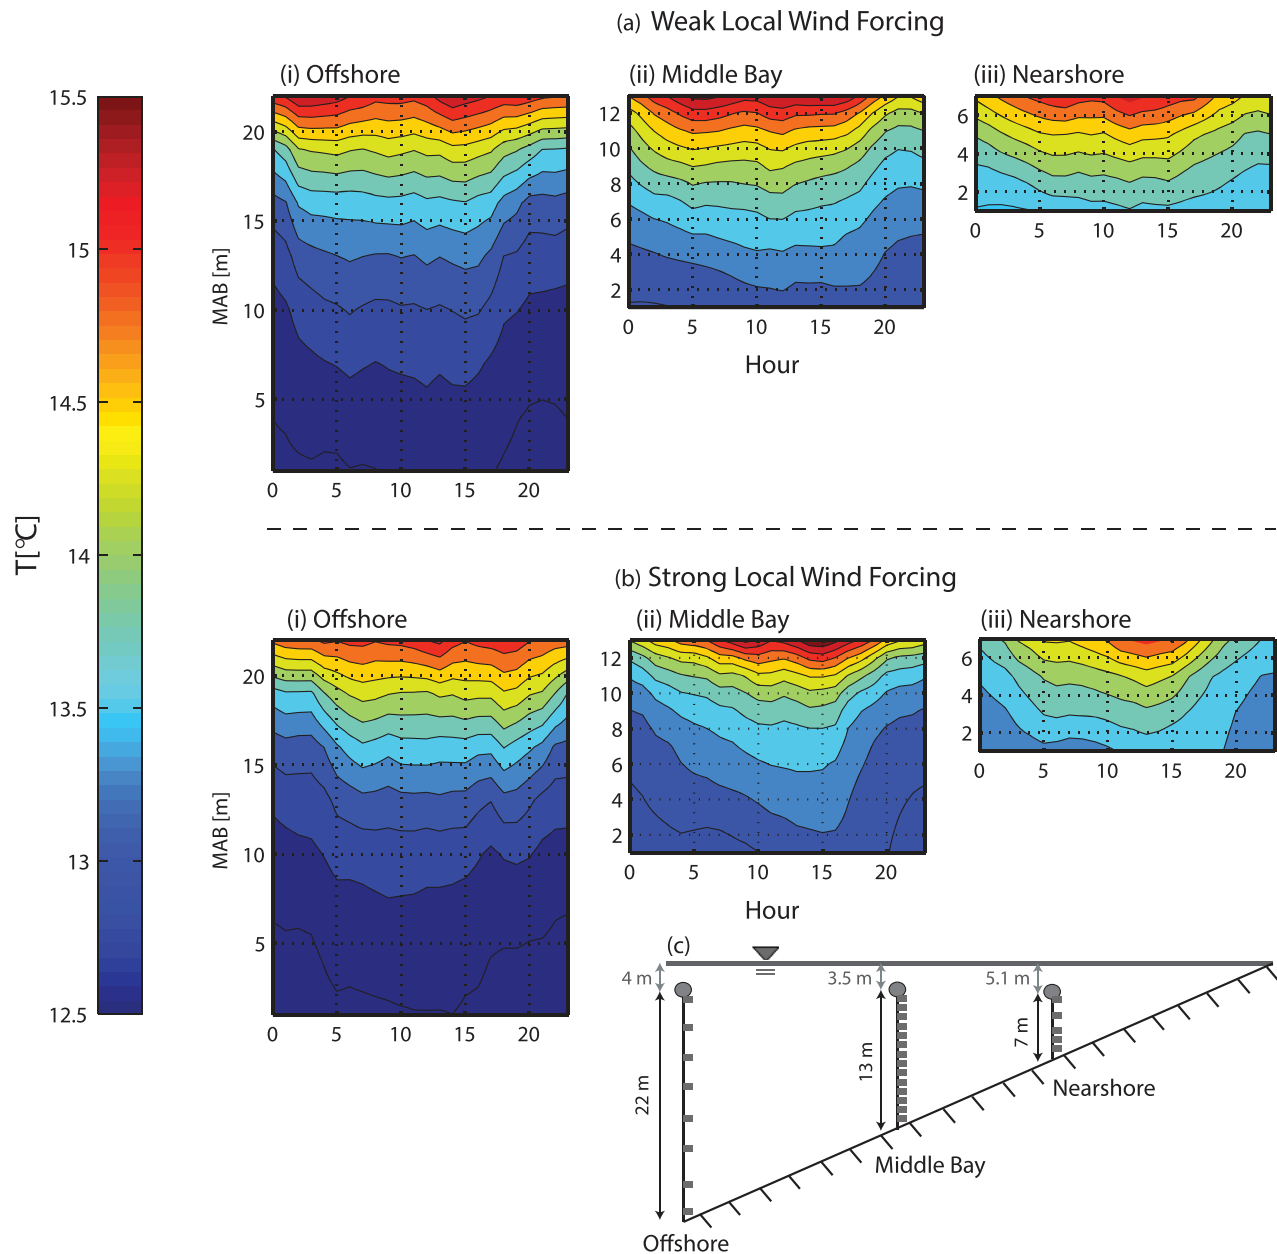 (a) Weak Local Wind Forcing
(i) Offshore
(ii) Middle Bay
(iii) Nearshore
15.5
15
14.5
14
13.5
13
12.5
T[°C]
MAB [m]
20
15
10
5
0 5 10 15 20
12
10
8
6
4
2
0 5 10 15 20
Hour
6
4
2
0 5 10 15 20
(b) Strong Local Wind Forcing
(i) Offshore
(ii) Middle Bay
(iii) Nearshore
MAB [m]
20
15
10
5
0 5 10 15 20
12
10
8
6
4
2
0 5 10 15 20
Hour
6
4
2
0 5 10 15 20
(c)
4 m
3.5 m
5.1 m
22 m
13 m
7 m
Nearshore
Middle Bay
Offshore